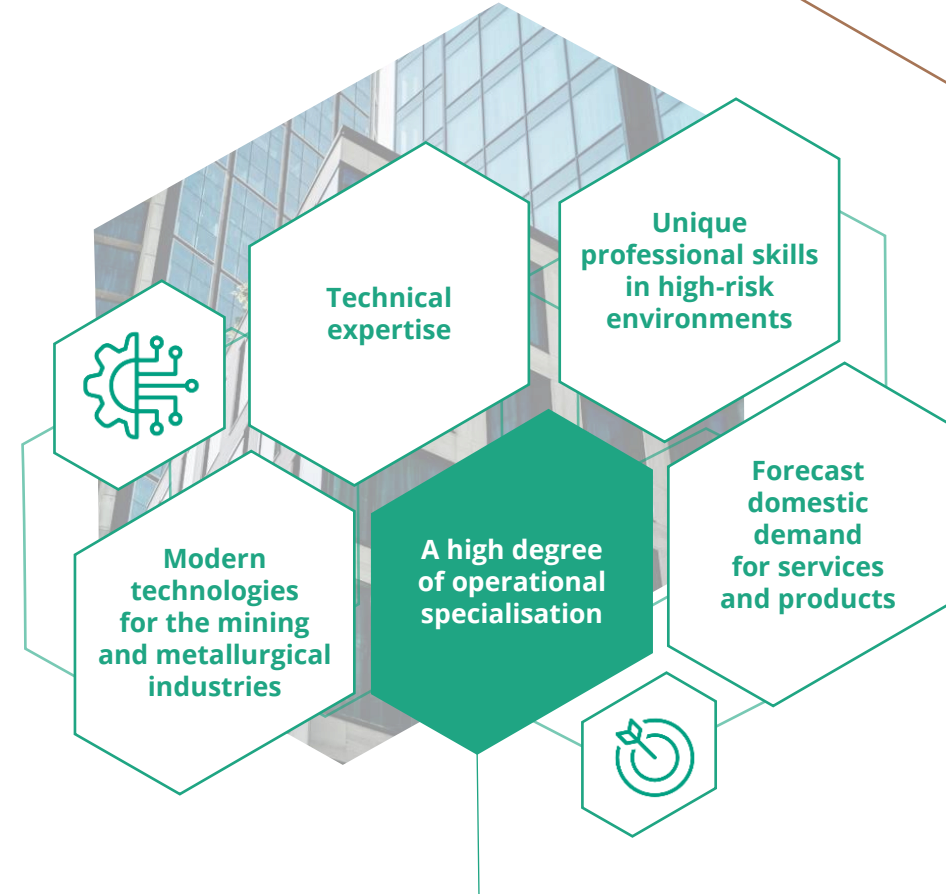 Unique
professional skills
in high-risk
environments
Technical
expertise
Forecast
domestic
demand
for services
and products
A high degree
of operational
specialisation
Modern
technologies
for the mining
and metallurgical
industries